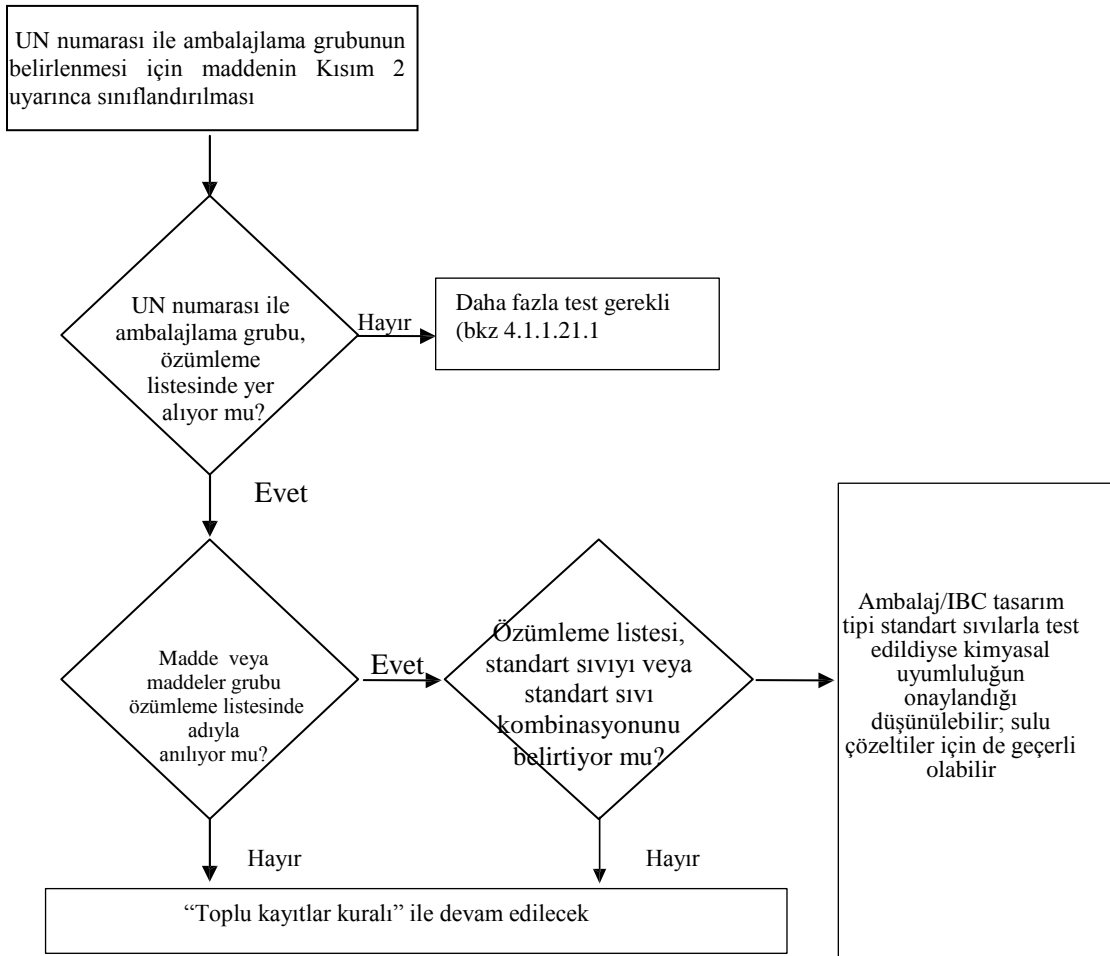 UN numarası ile ambalajlama grubunun
belirlenmesi için maddenin Kısım 2
uyarınca sınıflandırılması
UN numarası ile
ambalajlama grubu,
özümleme
listesinde yer
alıyor mu?
Hayır
Daha fazla test gerekli
(bkz 4.1.1.21.1
Evet
Madde veya
maddeler grubu
özümleme listesinde
adıyla
anılıyor mu?
Evet
Özümleme listesi,
standart sıvıyı veya
standart sıvı
kombinasyonunu
belirtiyor mu?
Ambalaj/IBC tasarım
tipi standart sıvılarla test
edildiyse kimyasal
uyumluluğun
onaylandığı
düşünülebilir; sulu
çözeltiler için de geçerli
olabilir
Hayır
Hayır
“Toplu kayıtlar kuralı” ile devam edilecek